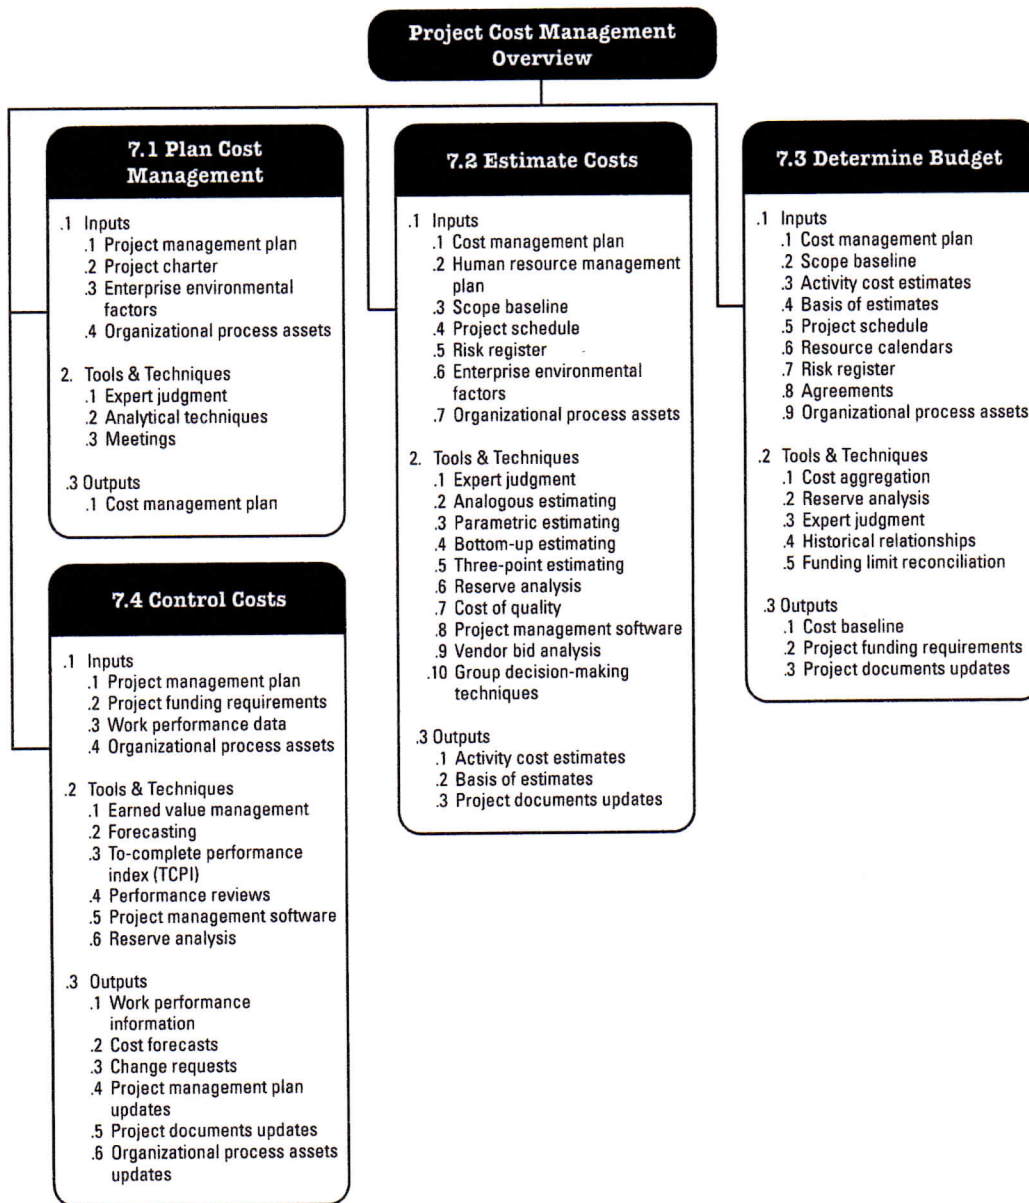 Project Cost Management
Overview
7.1 Plan Cost
Management
.1 Inputs
.1 Project management plan
.2 Project charter
.3 Enterprise environmental
factors
.4 Organizational process assets
2. Tools & Techniques
.1 Expert judgment
.2 Analytical techniques
.3 Meetings
.3 Outputs
.1 Cost management plan
7.2 Estimate Costs
.1 Inputs
.1 Cost management plan
.2 Human resource management
plan
.3 Scope baseline
.4 Project schedule
.5 Risk register
.6 Enterprise environmental
factors
.7 Organizational process assets
2. Tools & Techniques
.1 Expert judgment
.2 Analogous estimating
.3 Parametric estimating
.4 Bottom-up estimating
.5 Three-point estimating
.6 Reserve analysis
.7 Cost of quality
.8 Project management software
.9 Vendor bid analysis
.10 Group decision-making
techniques
.3 Outputs
.1 Activity cost estimates
.2 Basis of estimates
.3 Project documents updates
7.3 Determine Budget
.1 Inputs
.1 Cost management plan
.2 Scope baseline
.3 Activity cost estimates
.4 Basis of estimates
.5 Project schedule
.6 Resource calendars
.7 Risk register
.8 Agreements
.9 Organizational process assets
.2 Tools & Techniques
.1 Cost aggregation
.2 Reserve analysis
.3 Expert judgment
.4 Historical relationships
.5 Funding limit reconciliation
.3 Outputs
.1 Cost baseline
.2 Project funding requirements
.3 Project documents updates
7.4 Control Costs
.1 Inputs
.1 Project management plan
.2 Project funding requirements
.3 Work performance data
.4 Organizational process assets
.2 Tools & Techniques
.1 Earned value management
.2 Forecasting
.3 To-complete performance
index (TCPI)
.4 Performance reviews
.5 Project management software
.6 Reserve analysis
.3 Outputs
.1 Work performance
information
.2 Cost forecasts
.3 Change requests
.4 Project management plan
updates
.5 Project documents updates
.6 Organizational process assets
updates